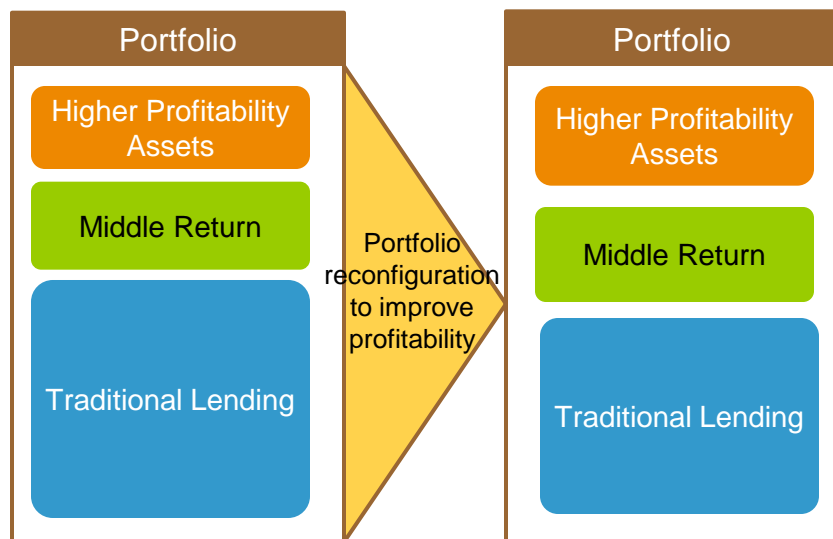 Portfolio
Higher Profitability
Assets
Middle Return
Traditional Lending
Portfolio
reconfiguration
to improve
profitability
Portfolio
Higher Profitability
Assets
Middle Return
Traditional Lending